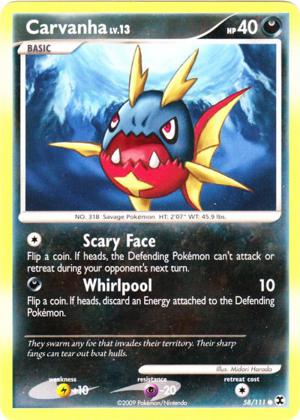 Carvanha LV.13 HP 40
BASIC
NO. 318 Savage Pokémon. HT: 2'07" WT: 45.9 lbs.
Scary Face
Flip a coin. If heads, the Defending Pokémon can't attack or
retreat during your opponent's next turn.
Whirlpool 10
Flip a coin. If heads, discard an Energy attached to the Defending
Pokémon.
They swarm any foe that invades their territory. Their sharp
fangs can tear out boat hulls.
Illus. Midori Harada
weakness resistance retreat cost
+10 -20
©2009 Pokémon/Nintendo 58/111